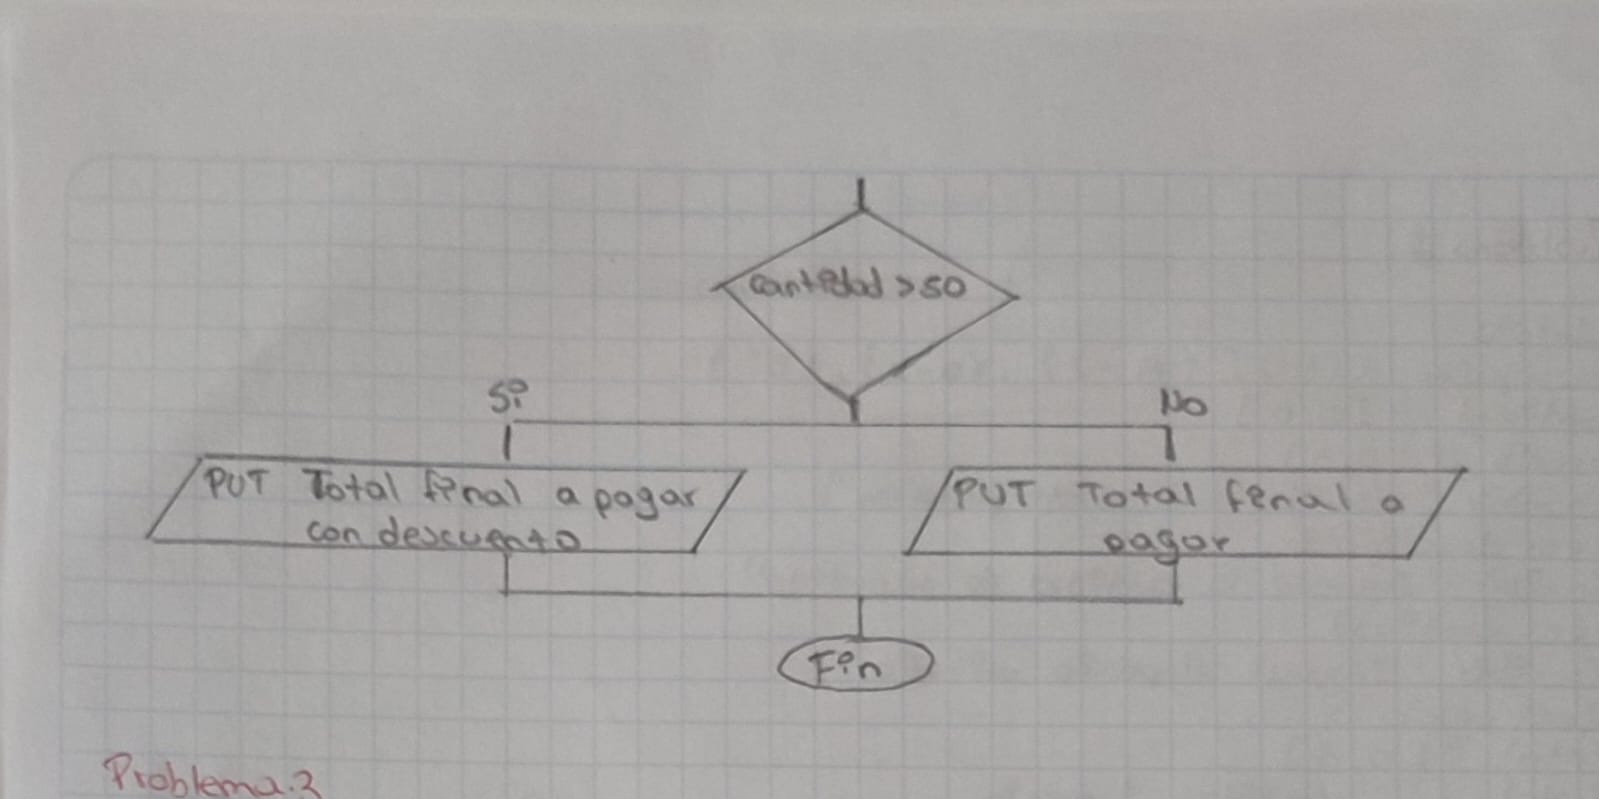 cantidad > 50
Si
No
PUT Total final a pagar
con descuento
PUT Total final a
pagar
Fin
Problema.3